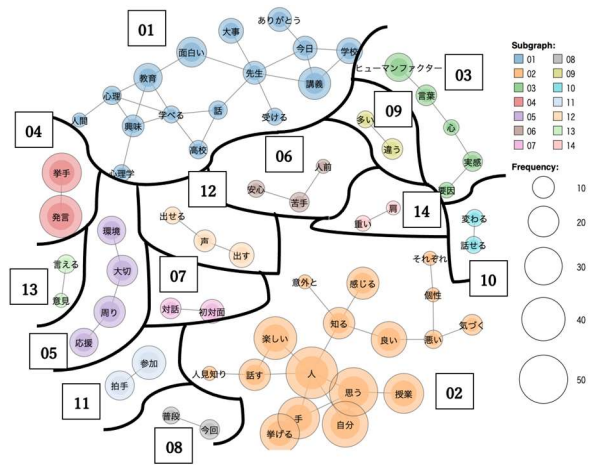 01
ありがとう
大事
面白い
今日
学校
先生
講義
教育
心理
学べる
話
受ける
人間
興味
高校
心理学
ヒューマンファクター
03
言葉
心
実感
要因
09
多い
違う
04
挙手
発言
06
人前
安心
苦手
12
出せる
声
出す
14
肩
重い
変わる
話せる
10
環境
大切
周り
応援
05
13
言える
意見
07
対話
初対面
それぞれ
意外と
感じる
個性
知る
良い
悪い
気づく
楽しい
人見知り
話す
人
思う
授業
手
自分
挙げる
02
参加
拍手
11
普段
今回
08
Subgraph:
01
02
03
04
05
06
07
08
09
10
11
12
13
14
Frequency:
10
20
30
40
50